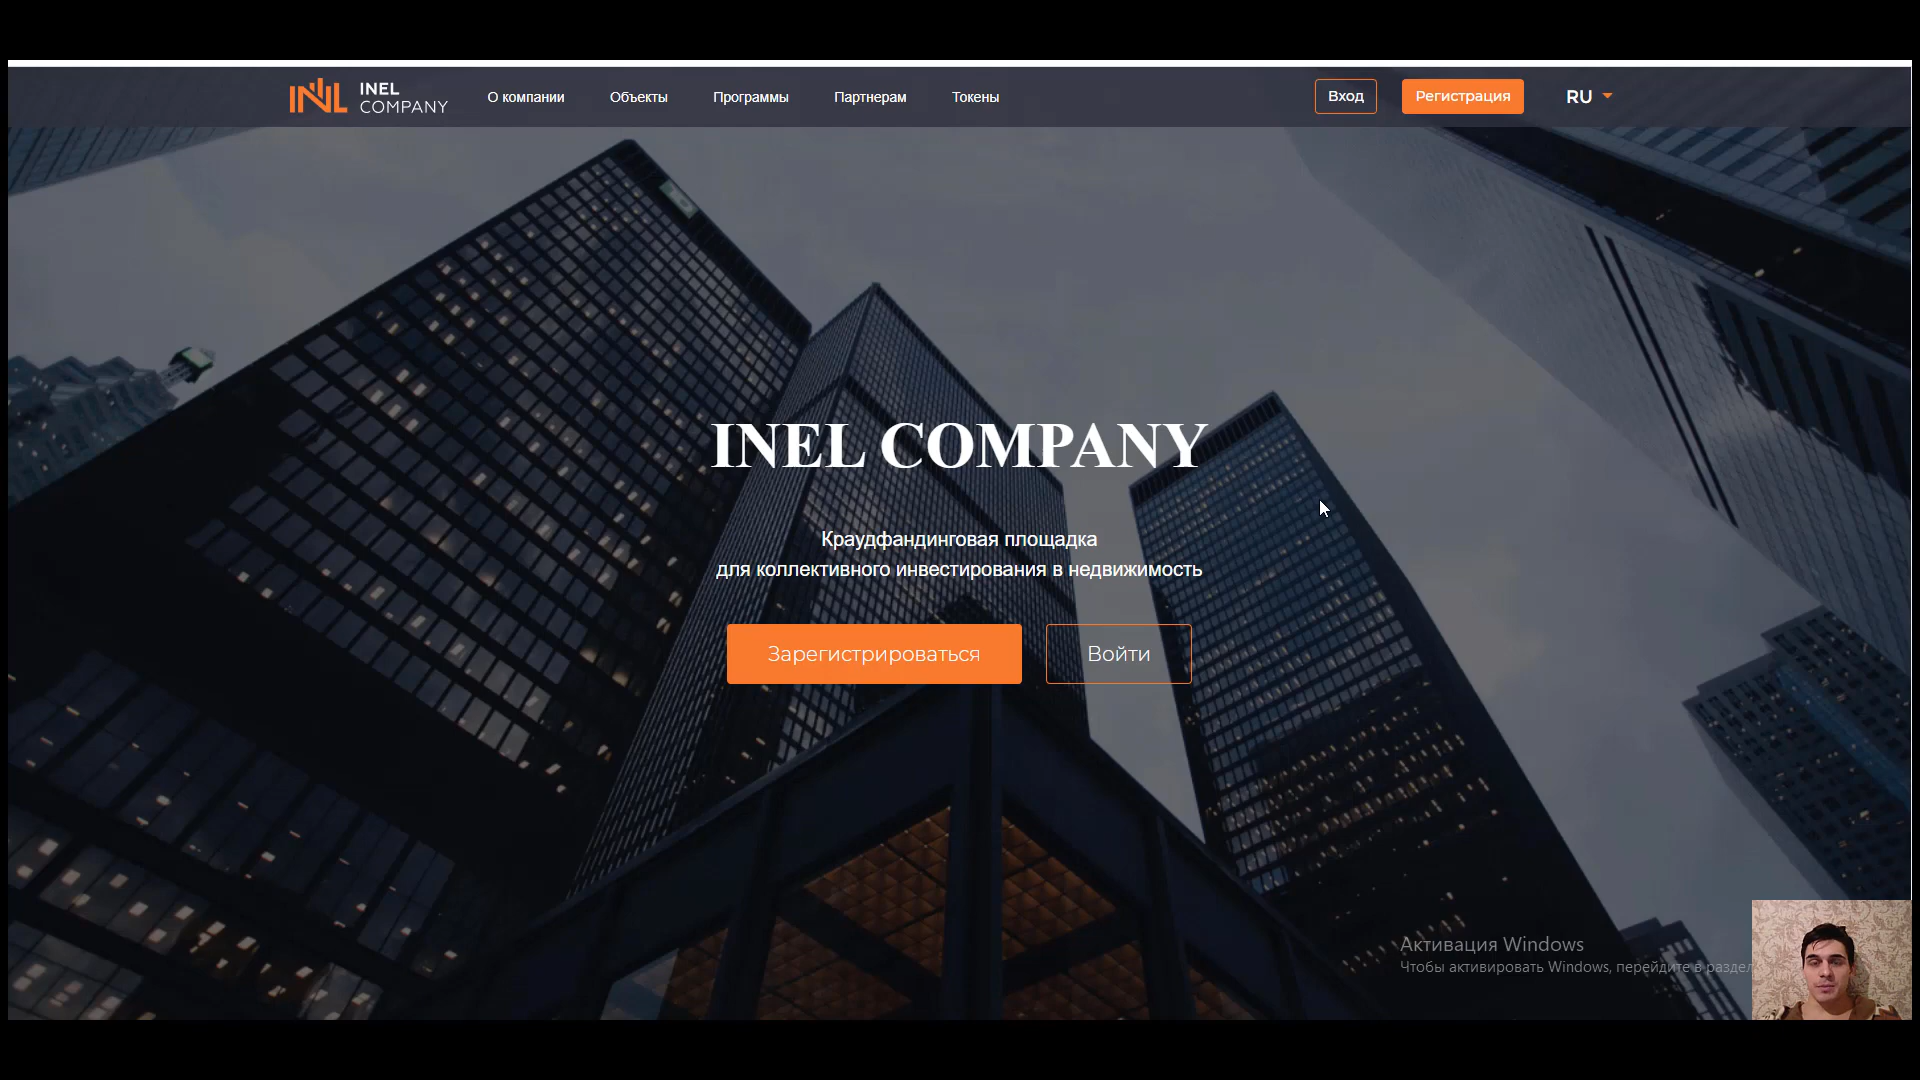 INEL
COMPANY
О компании
Объекты
Программы
Партнерам
Токены
Вход
Регистрация
RU
INEL COMPANY
Краудфандинговая площадка
для коллективного инвестирования в недвижимость
Зарегистрироваться
Войти
Активация Windows
Чтобы активировать Windows, перейдите в раздел